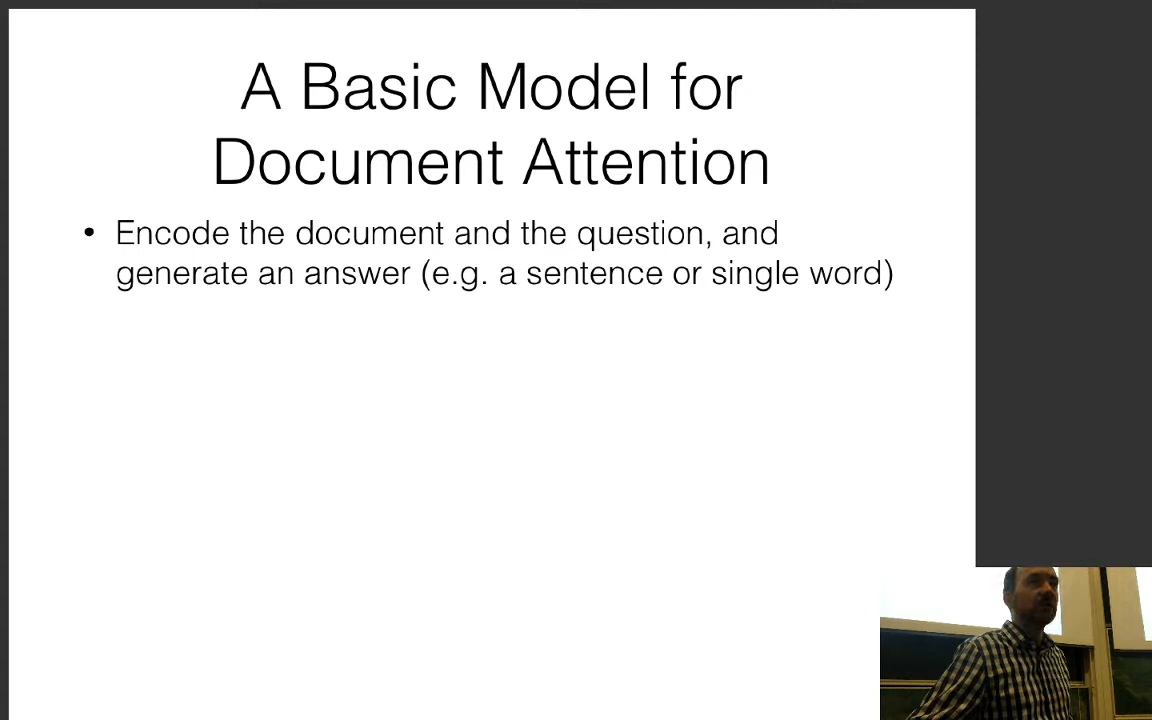 A Basic Model for
Document Attention
• Encode the document and the question, and
generate an answer (e.g. a sentence or single word)